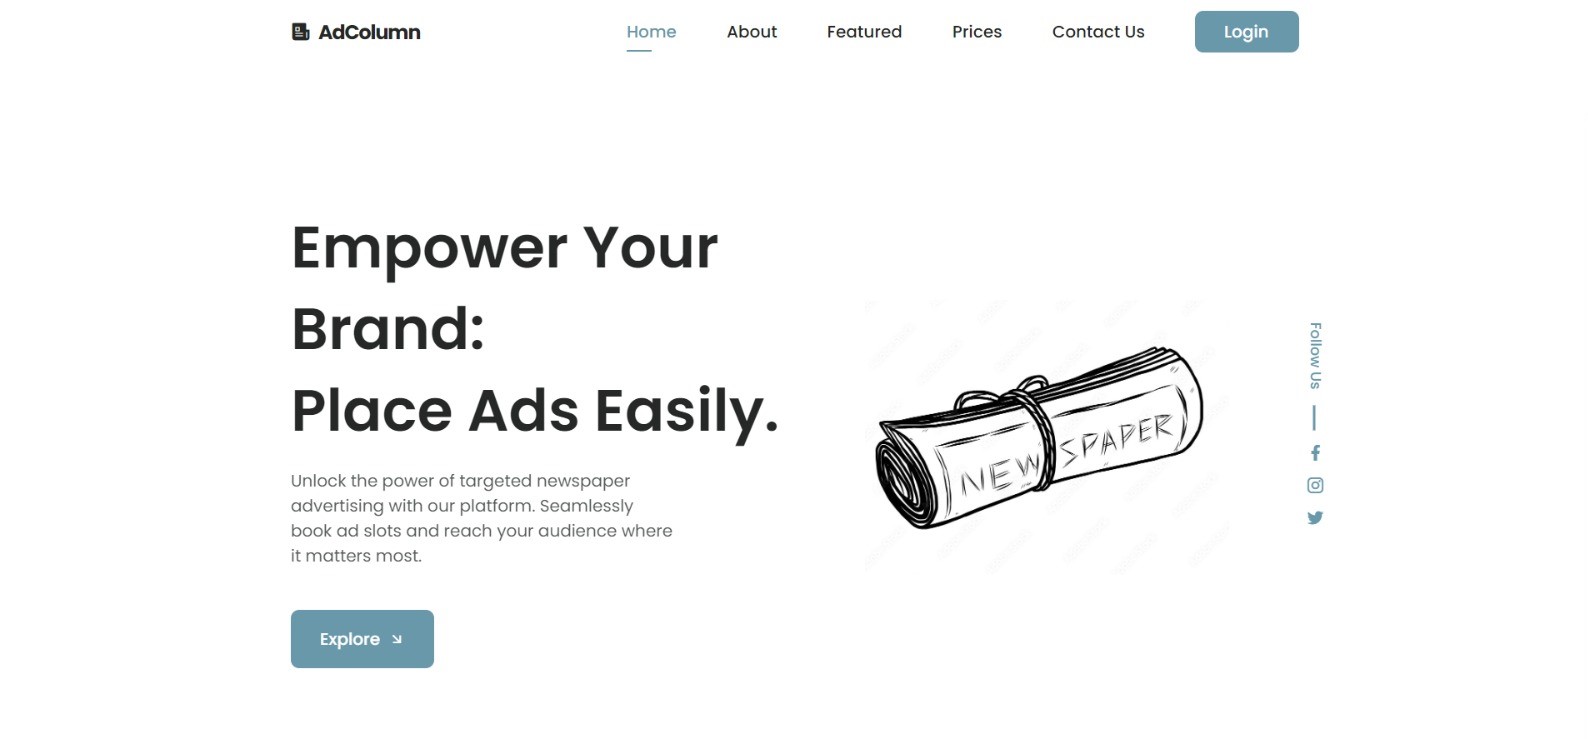 AdColumn
Home
About
Featured
Prices
Contact Us
Login
Empower Your
Brand:
Place Ads Easily.
Unlock the power of targeted newspaper
advertising with our platform. Seamlessly
book ad slots and reach your audience where
it matters most.
Explore
NEWSPAPER
Follow Us